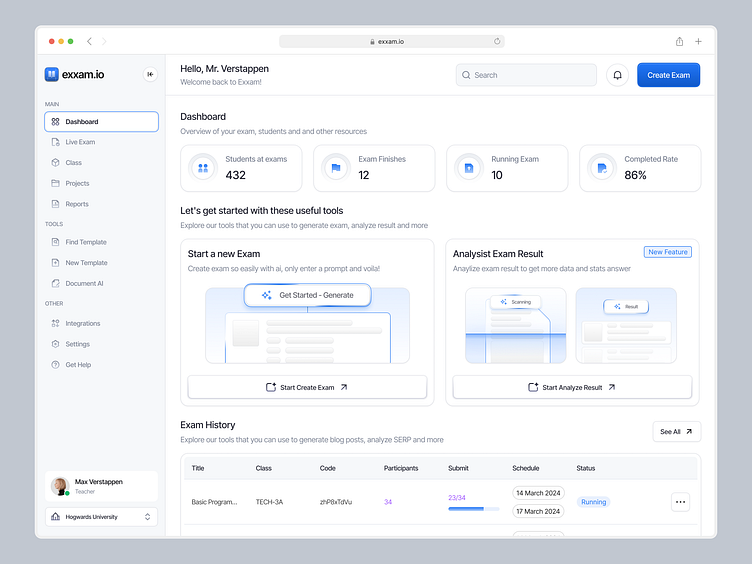 exxam.io
exxam.io
MAIN
Dashboard
Live Exam
Class
Projects
Reports
TOOLS
Find Template
New Template
Document AI
OTHER
Integrations
Settings
Get Help
Max Verstappen
Teacher
Hogwards University
Hello, Mr. Verstappen
Welcome back to Exxam!
Search
Create Exam
Dashboard
Overview of your exam, students and and other resources
Students at exams
432
Exam Finishes
12
Running Exam
10
Completed Rate
86%
Let's get started with these useful tools
Explore our tools that you can use to generate exam, analyze result and more
Start a new Exam
Create exam so easily with ai, only enter a prompt and voila!
Get Started - Generate
Start Create Exam
Analysist Exam Result
New Feature
Anaylize exam result to get more data and stats answer
Scanning
Result
Start Analyze Result
Exam History
Explore our tools that you can use to generate blog posts, analyze SERP and more
See All
Title Class Code Participants Submit Schedule Status
Basic Program... TECH-3A zhP8xTdVu 34 23/34 14 March 2024 Running
17 March 2024